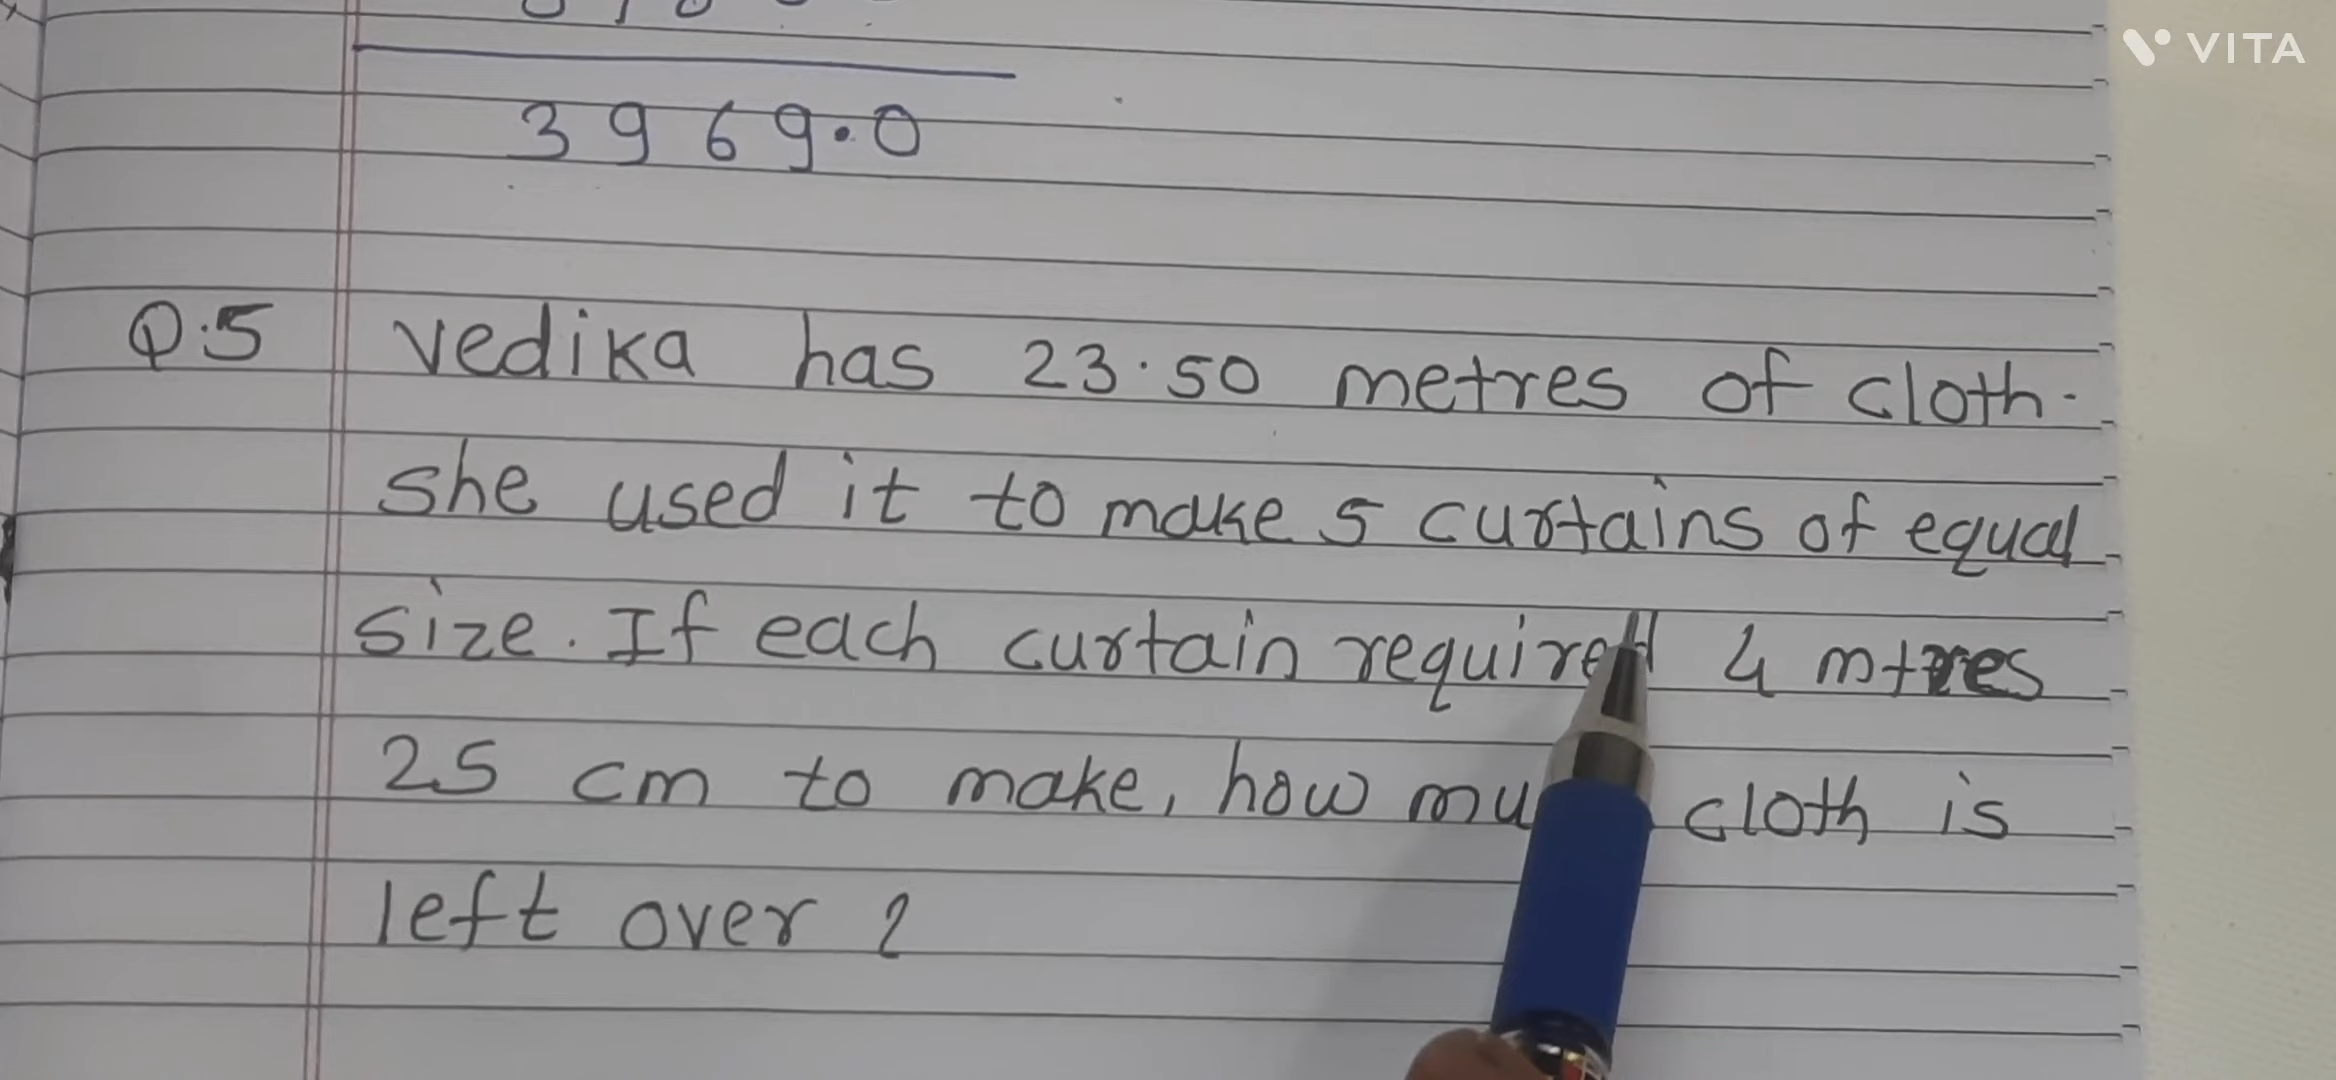 VITA
3969.0
Q.5 Vedika has 23.50 metres of cloth.
she used it to make 5 curtains of equal
size. If each curtain required 4 mtres
25 cm to make, how cloth is
left over ?